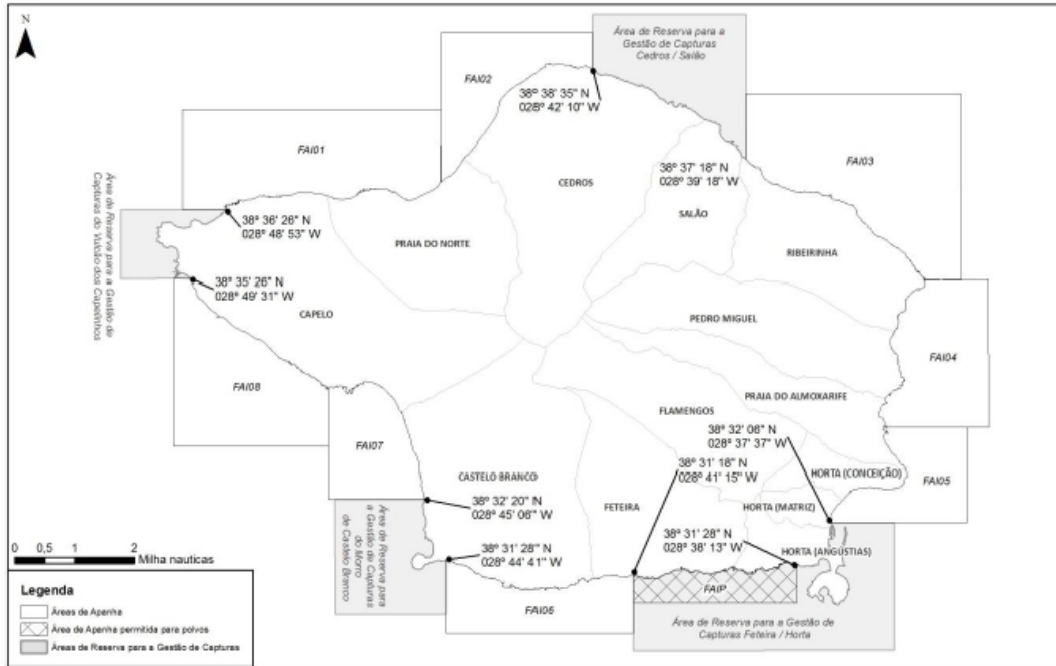 N
Área de Reserva para a
Gestão de Capturas
Cedros / Salão
FAI02
38º 38' 35" N
028º 42' 10" W
FAI01
FAI03
38º 37' 18" N
028º 39' 18" W
CEDROS
SALÃO
Área de Reserva para a Gestão de
Capturas do Vulcão dos Capelinhos
38º 36' 26" N
028º 48' 53" W
PRAIA DO NORTE
RIBEIRINHA
38º 35' 26" N
028º 49' 31" W
CAPELO
PEDRO MIGUEL
FAI04
FAI08
PRAIA DO ALMOXARIFE
FLAMENGOS
38º 32' 06" N
028º 37' 37" W
FAI07
38º 31' 18" N
028º 41' 15" W
CASTELO BRANCO
HORTA (CONCEIÇÃO)
FAI05
38º 32' 20" N
028º 45' 06" W
FETEIRA
HORTA (MATRIZ)
Área de Reserva para
a Gestão de Capturas
do Morro
de Castelo Branco
38º 31' 28" N
028º 38' 13" W
38º 31' 28" N
028º 44' 41" W
HORTA (ANGÚSTIAS)
0 0,5 1 2
Milha nauticas
FAIP
FAI06
Área de Reserva para a Gestão de
Capturas Feteira / Horta
Legenda
Áreas de Apanha
Área de Apanha permitida para polvos
Áreas de Reserva para a Gestão de Capturas